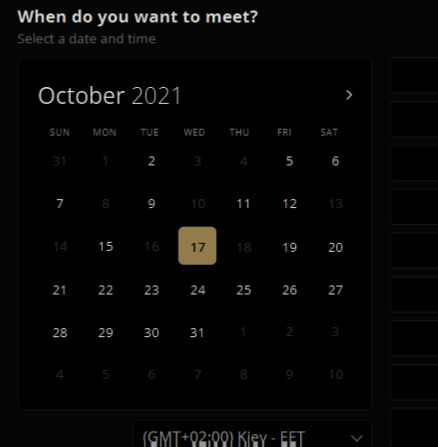 When do you want to meet?
Select a date and time
October 2021
SUN MON TUE WED THU FRI SAT
31 1 2 3 4 5 6
7 8 9 10 11 12 13
14 15 16 17 18 19 20
21 22 23 24 25 26 27
28 29 30 31 1 2 3
4 5 6 7 8 9 10
(GMT+02:00) Kiev - EET